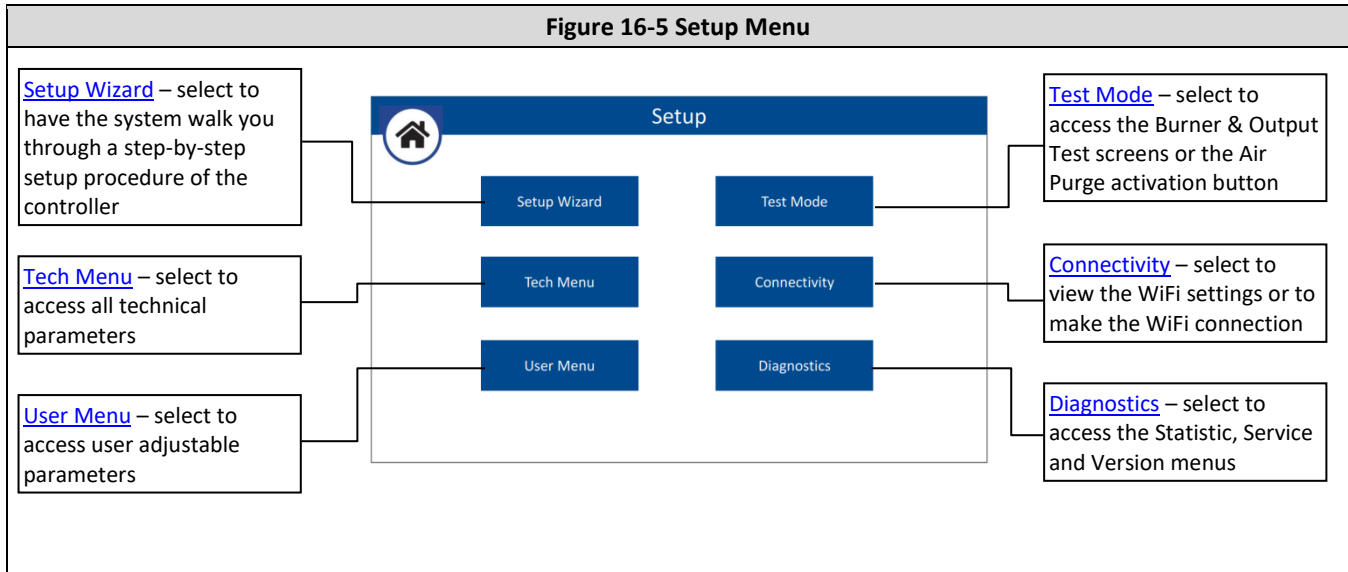 Figure 16-5 Setup Menu
Setup Wizard – select to
have the system walk you
through a step-by-step
setup procedure of the
controller
Tech Menu – select to
access all technical
parameters
User Menu – select to
access user adjustable
parameters
Setup
Setup Wizard
Test Mode
Tech Menu
Connectivity
User Menu
Diagnostics
Test Mode – select to
access the Burner & Output
Test screens or the Air
Purge activation button
Connectivity – select to
view the WiFi settings or to
make the WiFi connection
Diagnostics – select to
access the Statistic, Service
and Version menus